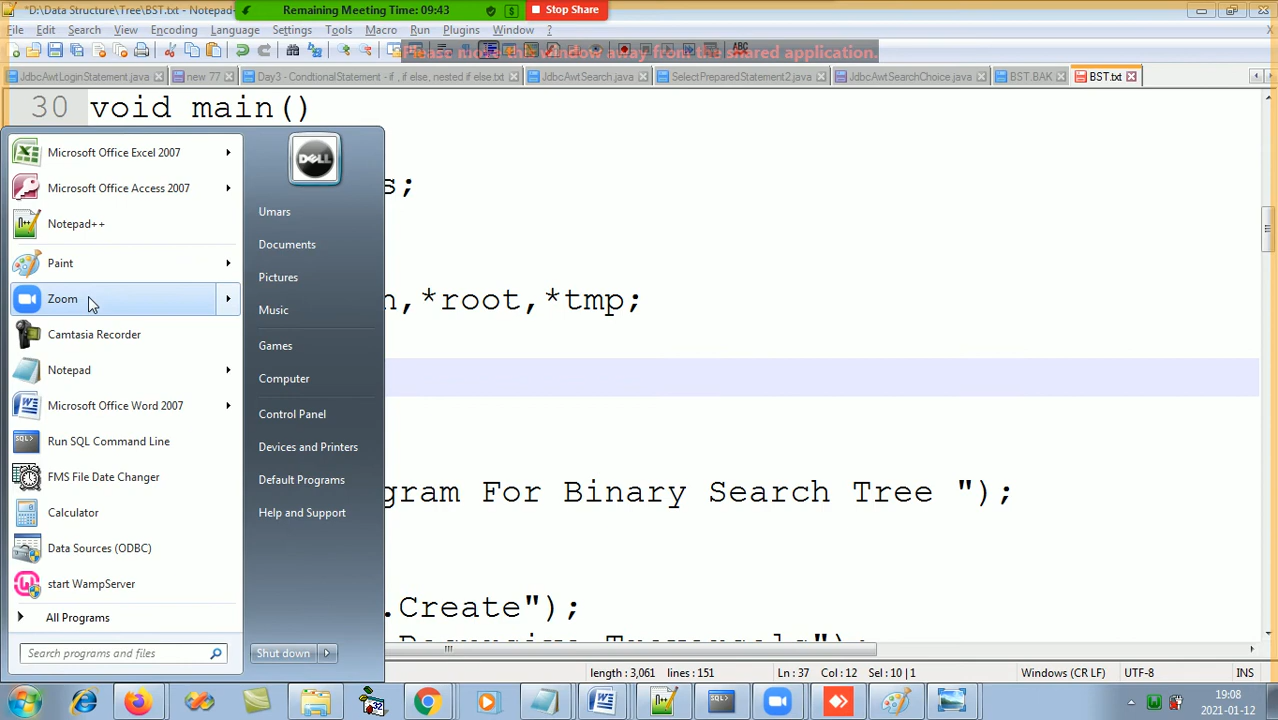 *D:\Data Structure\Tree\BST.txt - Notepad
Remaining Meeting Time: 09:43
Stop Share
File Edit Search View Encoding Language Settings Tools Macro Run Plugins Window ?
Please move this window away from the shared application.
JdbcAwtLoginStatement.java new 77 Day3 - CondtionalStatement - if , if else, nested if else.txt JdbcAwtSearch.java SelectPreparedStatement2.java JdbcAwtSearchChoice.java BST.BAK BST.txt
30 void main()
s;
,*root,*tmp;
gram For Binary Search Tree ");
.Create");
Microsoft Office Excel 2007
Microsoft Office Access 2007
Notepad++
Paint
Zoom
Camtasia Recorder
Notepad
Microsoft Office Word 2007
Run SQL Command Line
FMS File Date Changer
Calculator
Data Sources (ODBC)
start WampServer
All Programs
Search programs and files
DELL
Umars
Documents
Pictures
Music
Games
Computer
Control Panel
Devices and Printers
Default Programs
Help and Support
Shut down
length : 3,061 lines : 151 Ln : 37 Col : 12 Sel : 10 | 1 Windows (CR LF) UTF-8 INS
19:08
2021-01-12